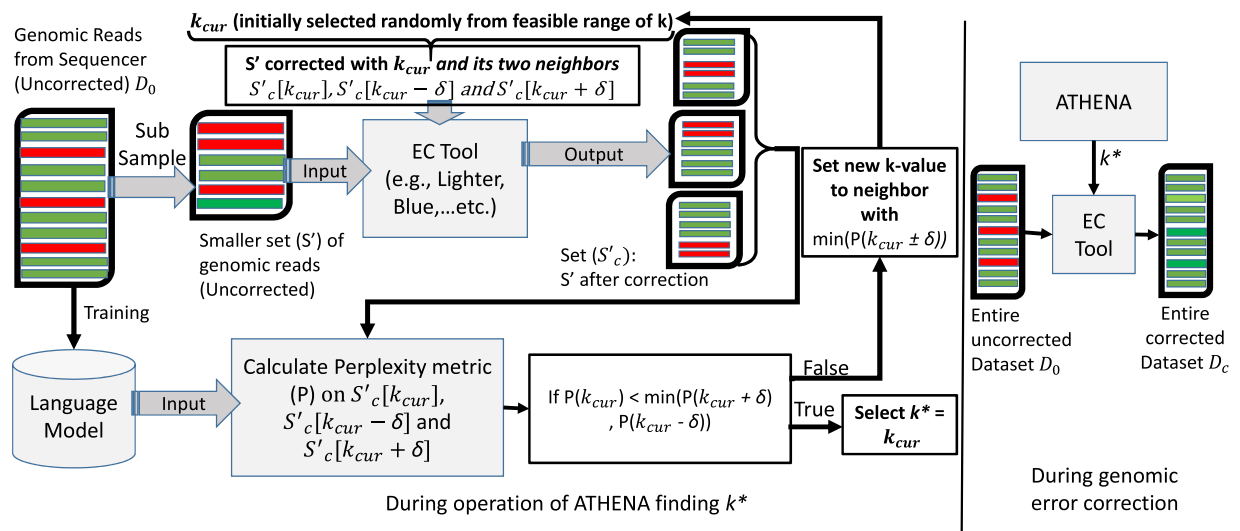 k_cur (initially selected randomly from feasible range of k)
Genomic Reads
from Sequencer
(Uncorrected) D_0
S' corrected with k_cur and its two neighbors
S'_c[k_cur], S'_c[k_cur − δ] and S'_c[k_cur + δ]
Sub
Sample
Input
EC Tool
(e.g., Lighter,
Blue,...etc.)
Output
Smaller set (S') of
genomic reads
(Uncorrected)
Set (S'_c):
S' after correction
Set new k-value
to neighbor
with
min(P(k_cur ± δ))
Training
Language
Model
Input
Calculate Perplexity metric
(P) on S'_c[k_cur],
S'_c[k_cur − δ] and
S'_c[k_cur + δ]
If P(k_cur) < min(P(k_cur + δ)
, P(k_cur - δ))
False
True
Select k* =
k_cur
During operation of ATHENA finding k*
ATHENA
k*
EC
Tool
Entire
uncorrected
Dataset D_0
Entire
corrected
Dataset D_c
During genomic
error correction